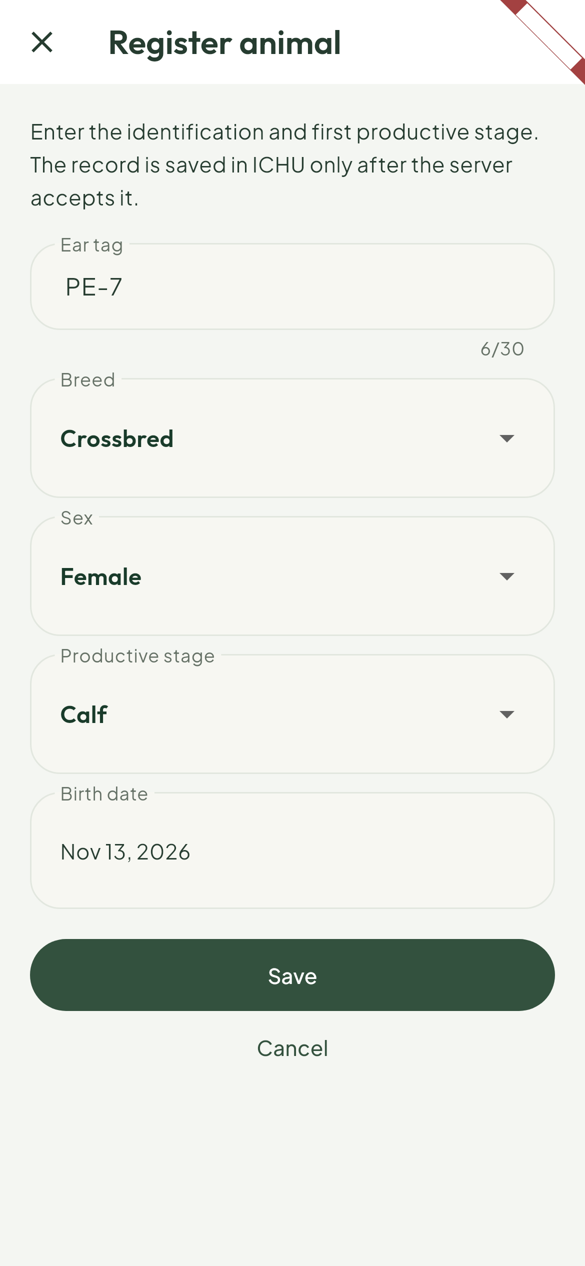 Register animal
Enter the identification and first productive stage.
The record is saved in ICHU only after the server
accepts it.
Ear tag
PE-7
6/30
Breed
Crossbred
Sex
Female
Productive stage
Calf
Birth date
Nov 13, 2026
Save
Cancel